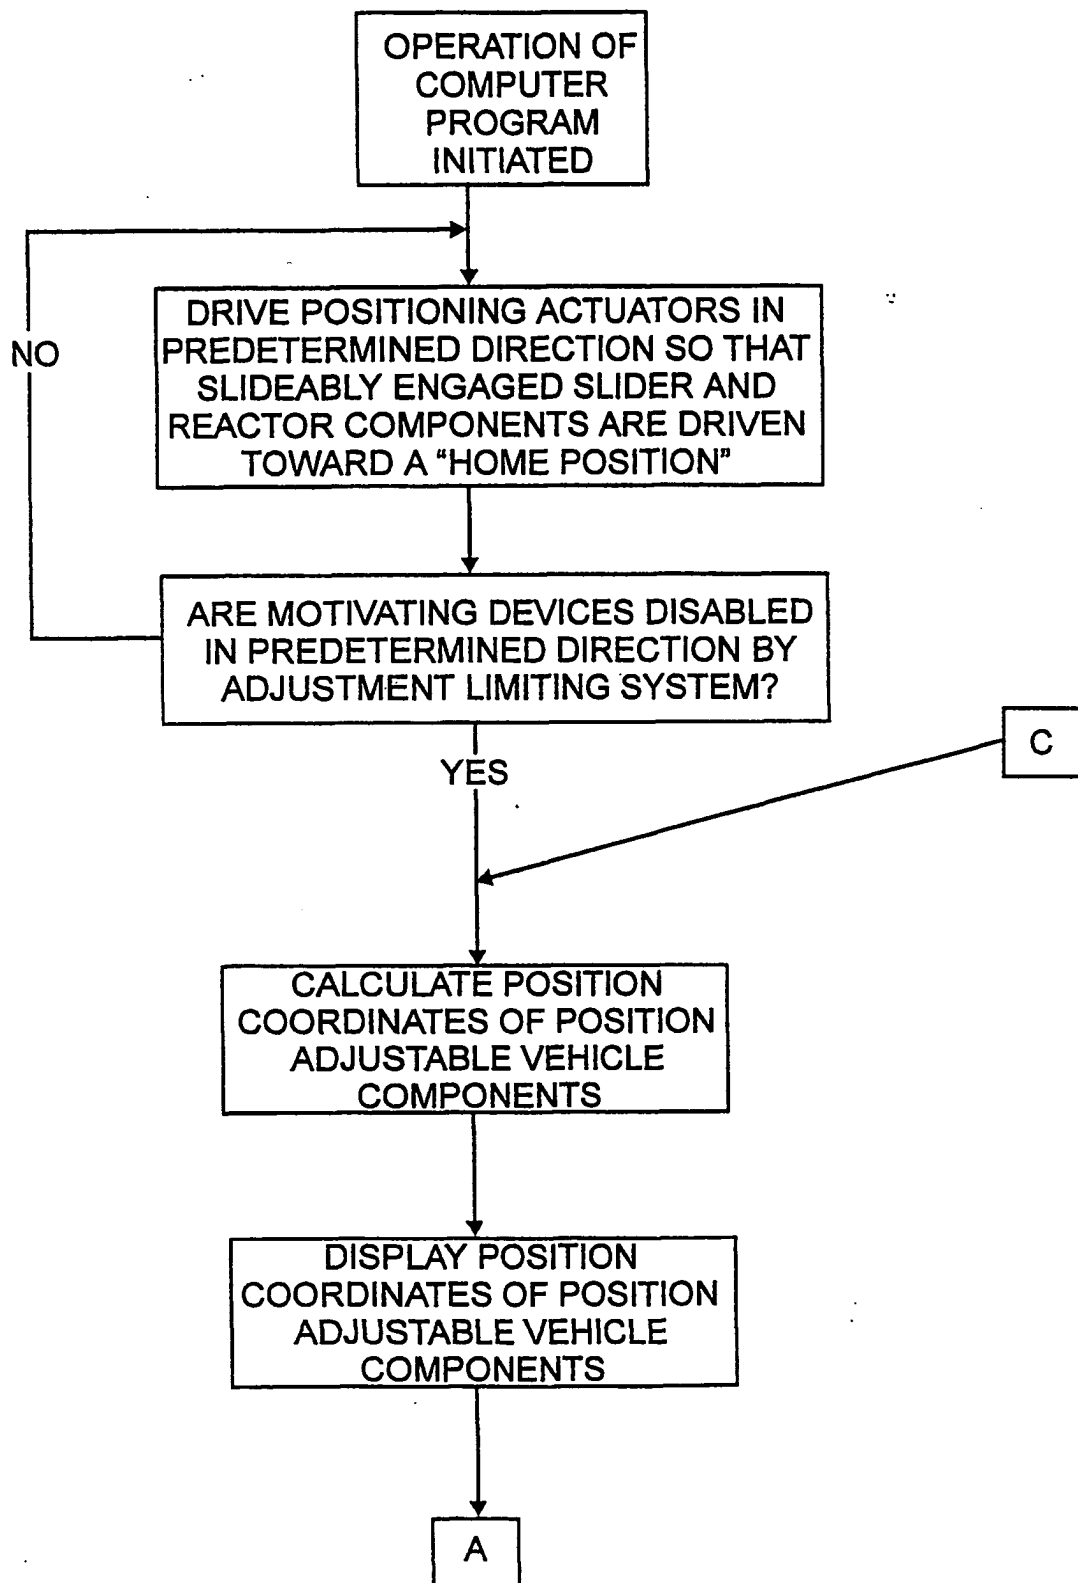 OPERATION OF
COMPUTER
PROGRAM
INITIATED
NO
DRIVE POSITIONING ACTUATORS IN
PREDETERMINED DIRECTION SO THAT
SLIDEABLY ENGAGED SLIDER AND
REACTOR COMPONENTS ARE DRIVEN
TOWARD A "HOME POSITION"
ARE MOTIVATING DEVICES DISABLED
IN PREDETERMINED DIRECTION BY
ADJUSTMENT LIMITING SYSTEM?
C
YES
CALCULATE POSITION
COORDINATES OF POSITION
ADJUSTABLE VEHICLE
COMPONENTS
DISPLAY POSITION
COORDINATES OF POSITION
ADJUSTABLE VEHICLE
COMPONENTS
A